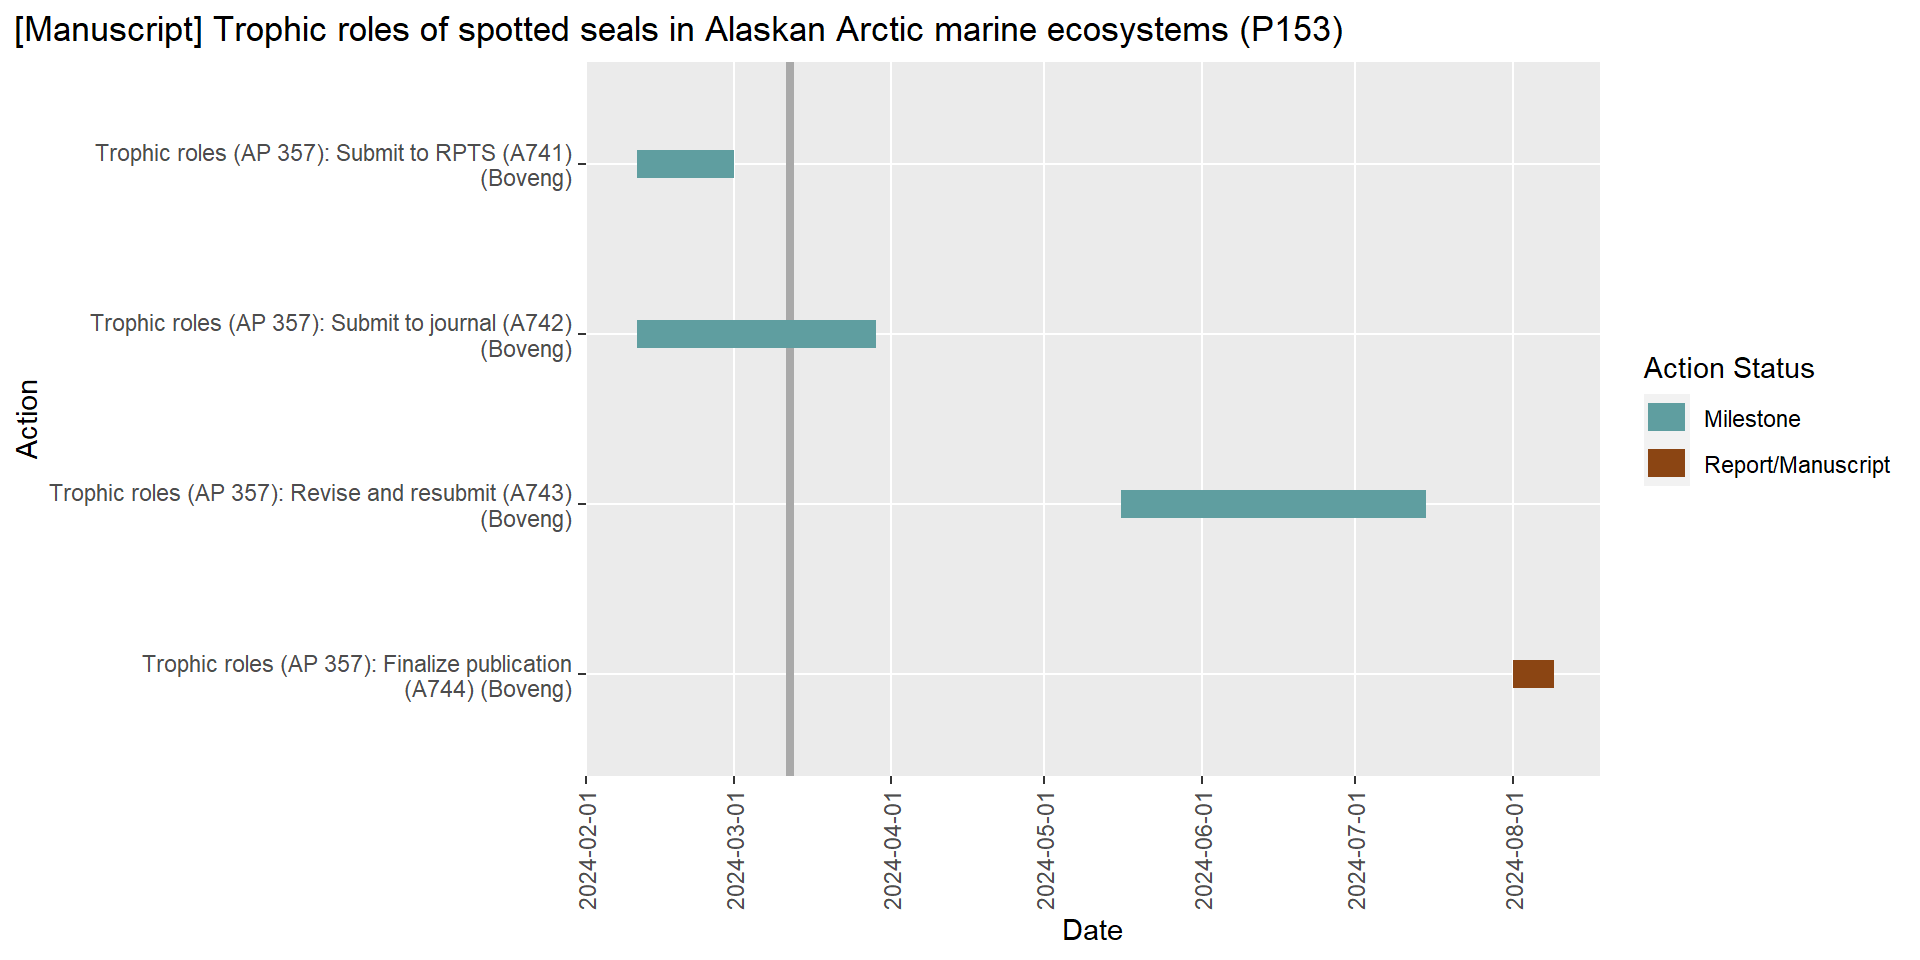 [Manuscript] Trophic roles of spotted seals in Alaskan Arctic marine ecosystems (P153)
Trophic roles (AP 357): Submit to RPTS (A741)
(Boveng)
Trophic roles (AP 357): Submit to journal (A742)
(Boveng)
Action
Trophic roles (AP 357): Revise and resubmit (A743)
(Boveng)
Trophic roles (AP 357): Finalize publication
(A744) (Boveng)
2024-02-01
2024-03-01
2024-04-01
2024-05-01
2024-06-01
2024-07-01
2024-08-01
Date
Action Status
Milestone
Report/Manuscript